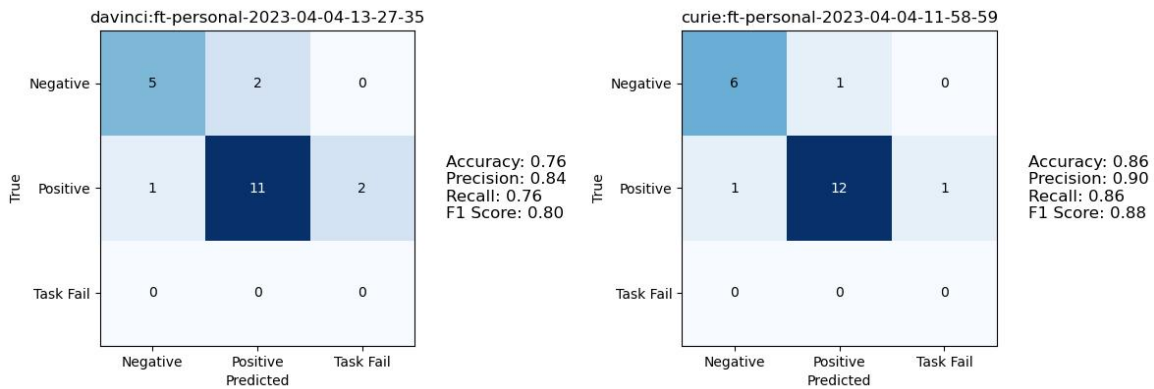 davinci:ft-personal-2023-04-04-13-27-35
Negative
5 2 0
Positive
1 11 2
Task Fail
0 0 0
Negative Positive Task Fail
Predicted
True
Accuracy: 0.76
Precision: 0.84
Recall: 0.76
F1 Score: 0.80
curie:ft-personal-2023-04-04-11-58-59
Negative
6 1 0
Positive
1 12 1
Task Fail
0 0 0
Negative Positive Task Fail
Predicted
True
Accuracy: 0.86
Precision: 0.90
Recall: 0.86
F1 Score: 0.88